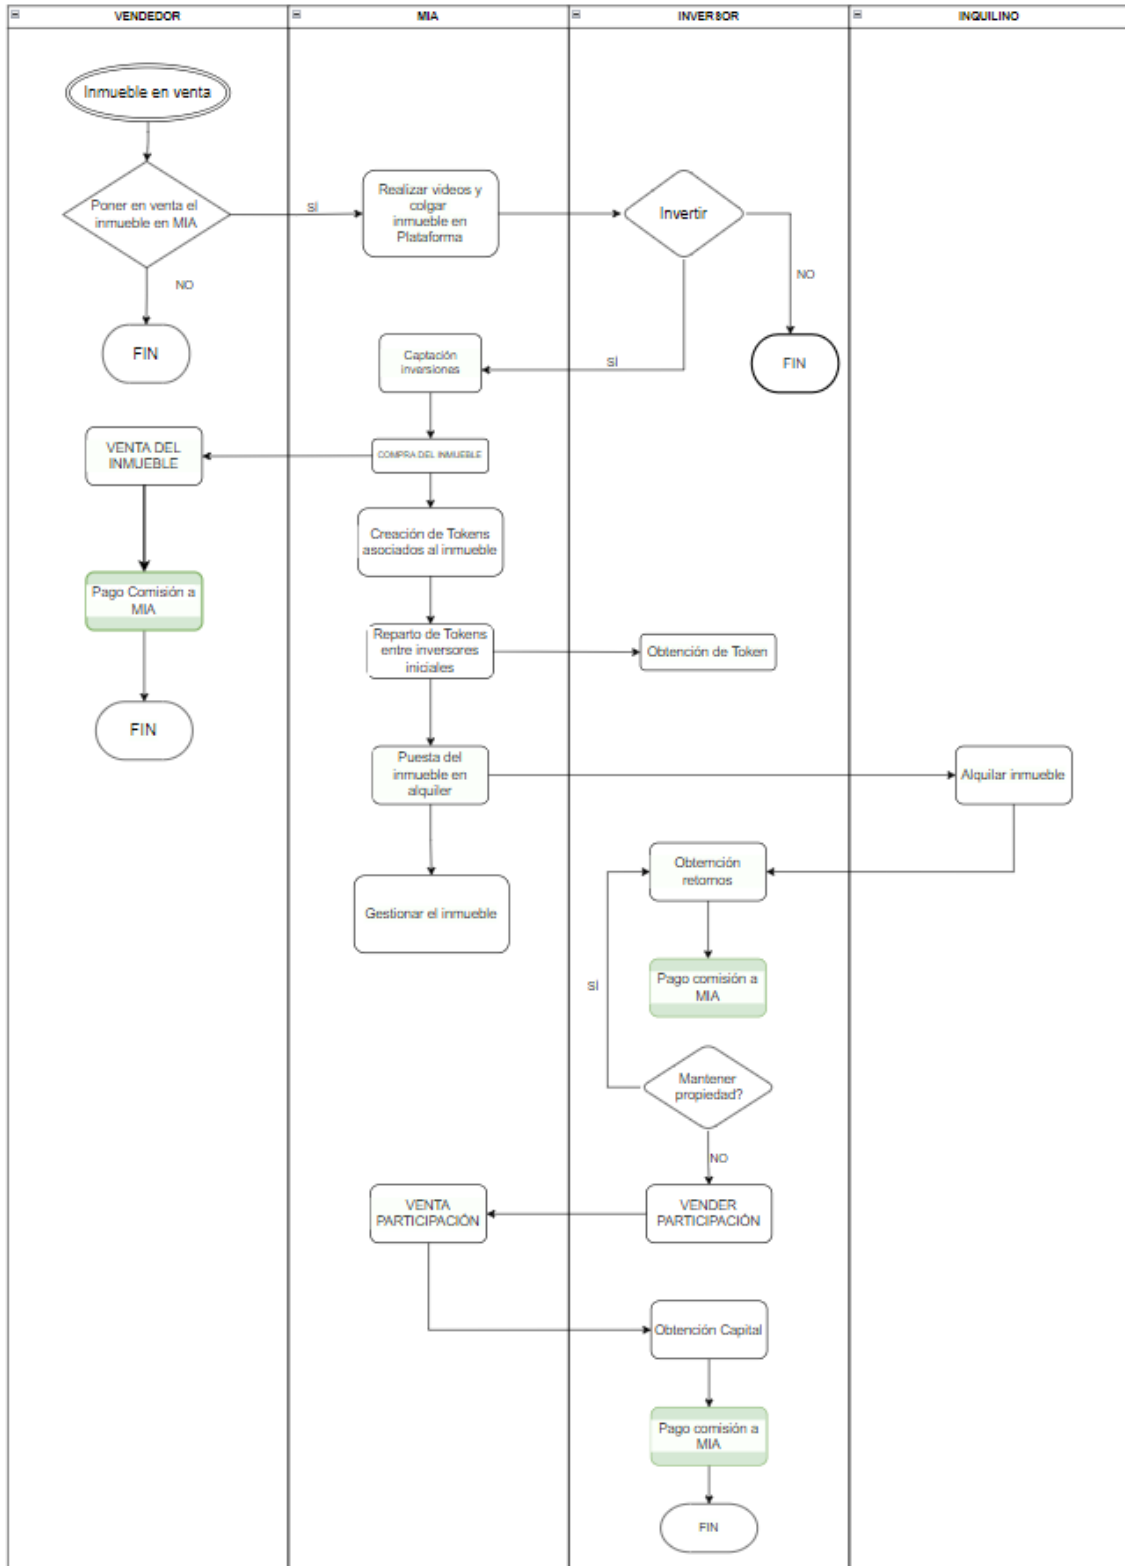 VENDEDOR
MIA
INVERSOR
INQUILINO
Inmueble en venta
Poner en venta el
inmueble en MIA
SÍ
Realizar videos y
colgar
inmueble en
Plataforma
Invertir
NO
NO
FIN
Captación
inversiones
SÍ
FIN
VENTA DEL
INMUEBLE
COMPRA DEL INMUEBLE
Creación de Tokens
asociados al inmueble
Pago Comisión a
MIA
Reparto de Tokens
entre inversores
iniciales
Obtención de Token
FIN
Puesta del
inmueble en
alquiler
Alquilar inmueble
Obtemción
retornos
Gestionar el inmueble
SÍ
Pago comisión a
MIA
Mantener
propiedad?
NO
VENTA
PARTICIPACIÓN
VENDER
PARTICIPACIÓN
Obtención Capital
Pago comisión a
MIA
FIN